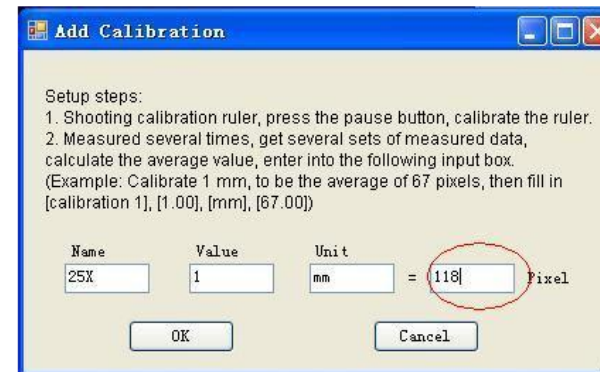 Add Calibration
Setup steps:
1. Shooting calibration ruler, press the pause button, calibrate the ruler.
2. Measured several times, get several sets of measured data,
calculate the average value, enter into the following input box.
(Example: Calibrate 1 mm, to be the average of 67 pixels, then fill in
[calibration 1], [1.00], [mm], [67.00])
Name Value Unit
25X 1 mm = 118 Pixel
OK Cancel